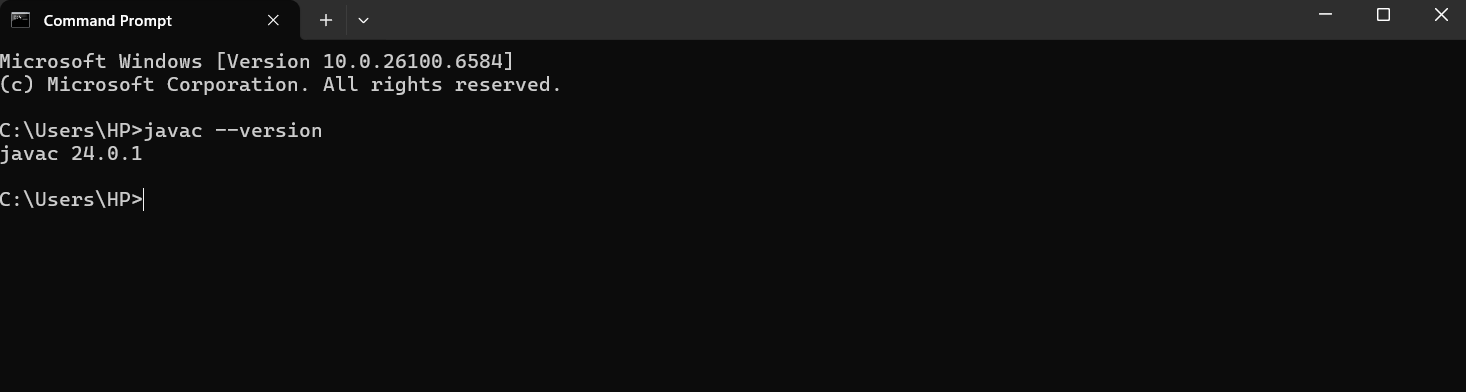 Command Prompt
Microsoft Windows [Version 10.0.26100.6584]
(c) Microsoft Corporation. All rights reserved.
C:\Users\HP>javac --version
javac 24.0.1
C:\Users\HP>